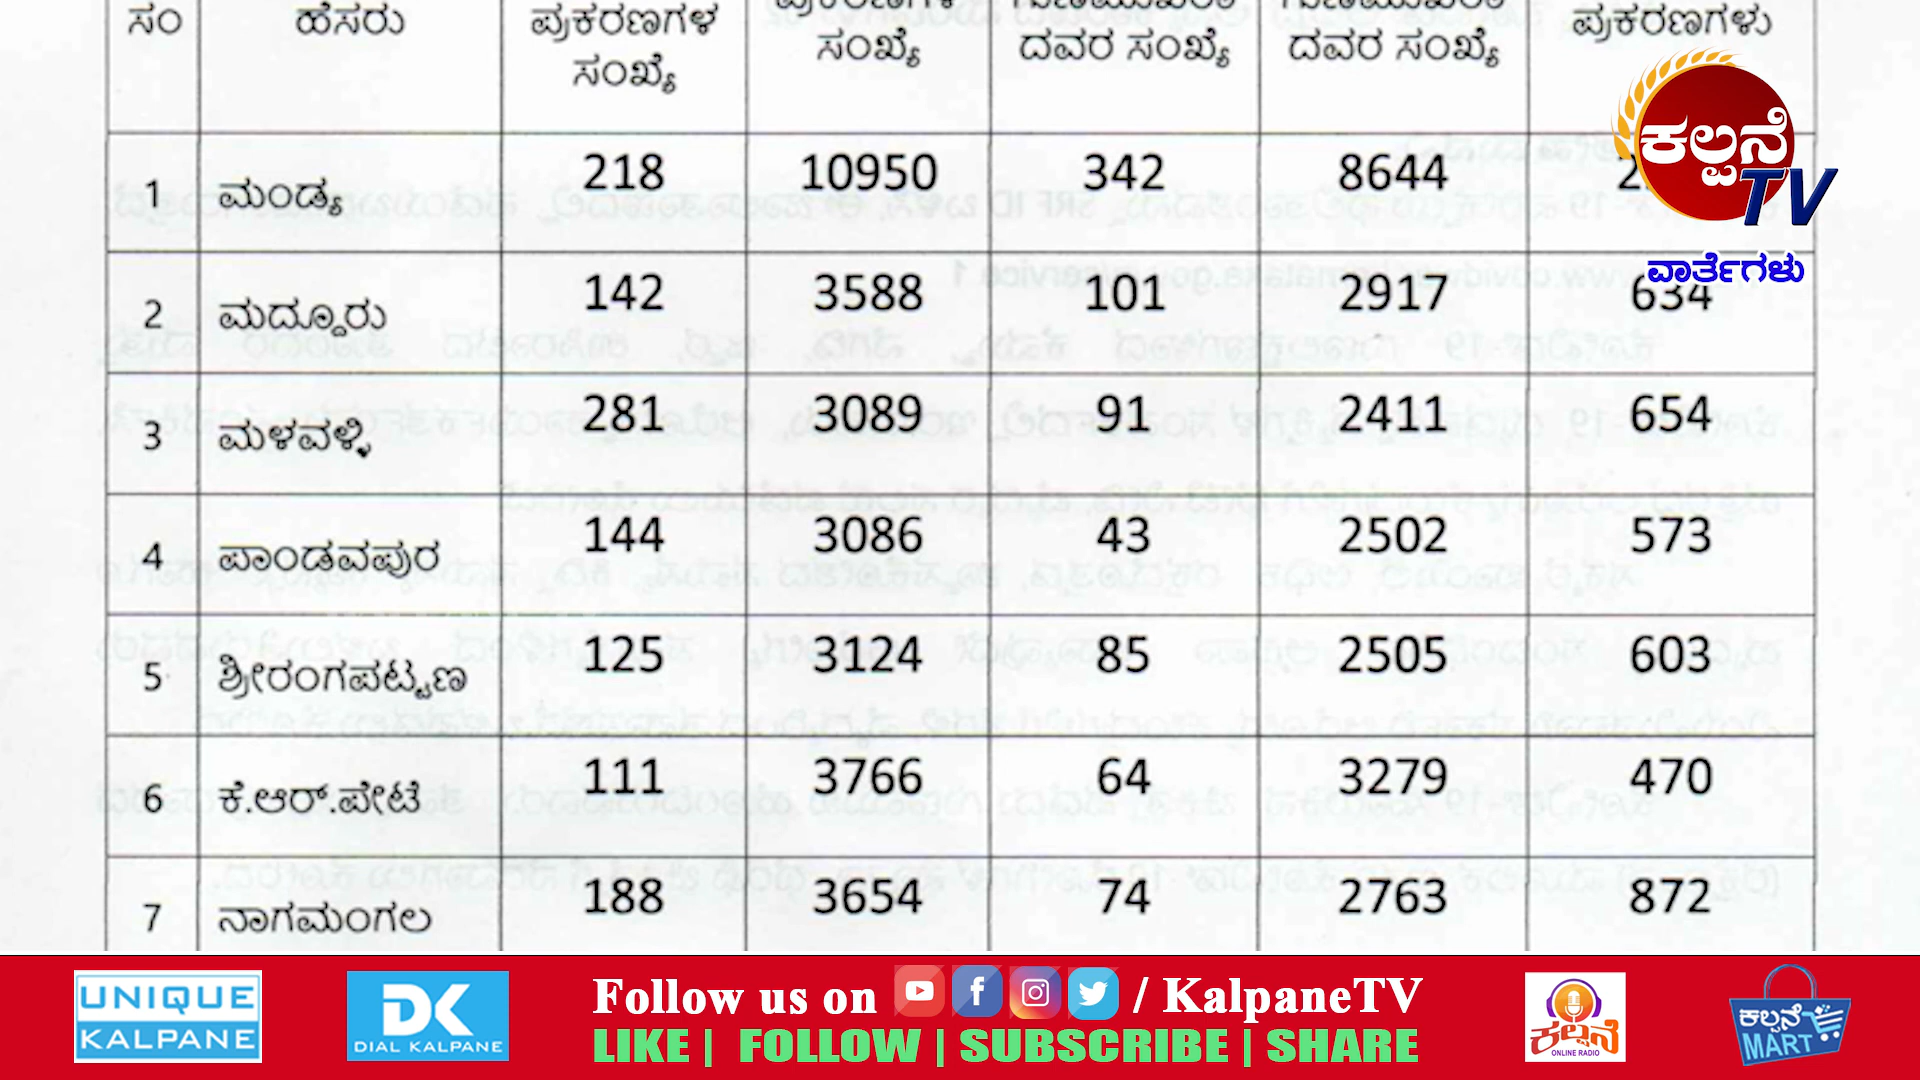 ಸಂ ಹೆಸರು ಪ್ರಕರಣಗಳ ಸಂಖ್ಯೆ ಸಂಖ್ಯೆ ದವರ ಸಂಖ್ಯೆ ದವರ ಸಂಖ್ಯೆ ಪ್ರಕರಣಗಳು
ಕಲ್ಪನೆ
TV
ವಾರ್ತೆಗಳು
1 ಮಂಡ್ಯ 218 10950 342 8644
2 ಮದ್ದೂರು 142 3588 101 2917 634
3 ಮಳವಳ್ಳಿ 281 3089 91 2411 654
4 ಪಾಂಡವಪುರ 144 3086 43 2502 573
5 ಶ್ರೀರಂಗಪಟ್ಟಣ 125 3124 85 2505 603
6 ಕೆ.ಆರ್.ಪೇಟೆ 111 3766 64 3279 470
7 ನಾಗಮಂಗಲ 188 3654 74 2763 872
UNIQUE
KALPANE
DK
DIAL KALPANE
Follow us on / KalpaneTV
LIKE | FOLLOW | SUBSCRIBE | SHARE
ಕಲ್ಪನೆ
ONLINE RADIO
ಕಲ್ಪನೆ
MART